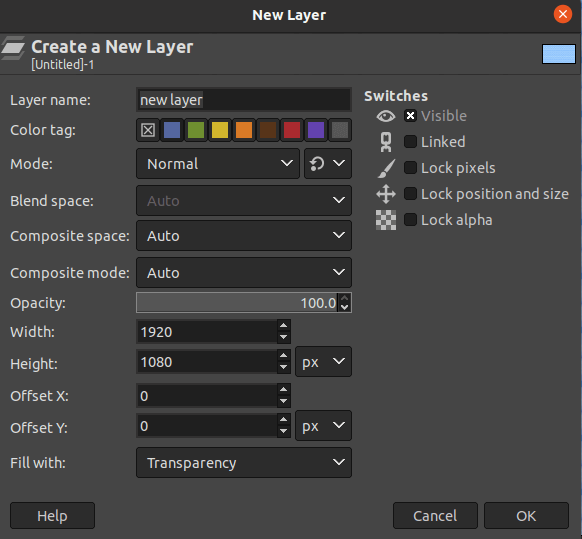 New Layer
Create a New Layer
[Untitled]-1
Layer name: new layer
Color tag:
Mode: Normal
Blend space: Auto
Composite space: Auto
Composite mode: Auto
Opacity: 100.0
Width: 1920
Height: 1080 px
Offset X: 0
Offset Y: 0 px
Fill with: Transparency
Switches
Visible
Linked
Lock pixels
Lock position and size
Lock alpha
Help Cancel OK